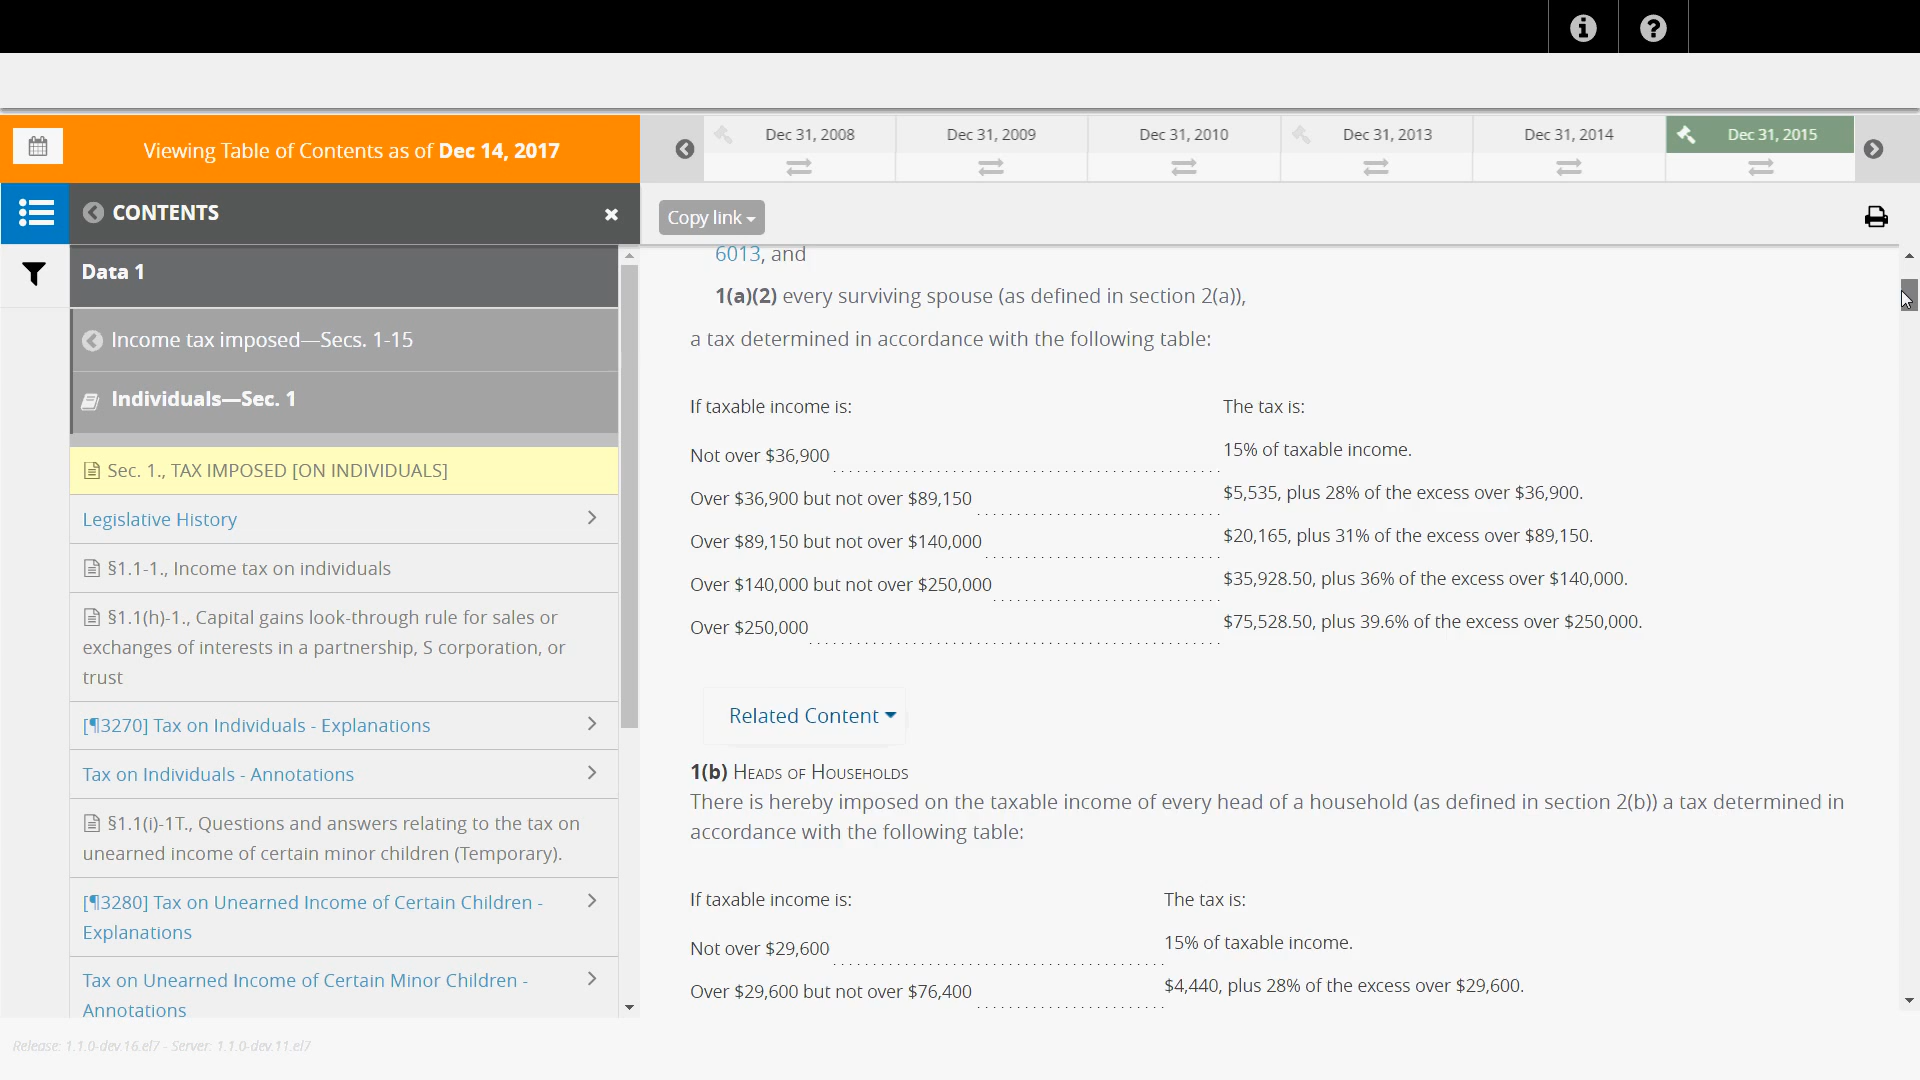 Viewing Table of Contents as of Dec 14, 2017
Dec 31, 2008
Dec 31, 2009
Dec 31, 2010
Dec 31, 2013
Dec 31, 2014
Dec 31, 2015
CONTENTS
Data 1
Income tax imposed—Secs. 1-15
Individuals—Sec. 1
Sec. 1., TAX IMPOSED [ON INDIVIDUALS]
Legislative History
§1.1-1., Income tax on individuals
§1.1(h)-1., Capital gains look-through rule for sales or
exchanges of interests in a partnership, S corporation, or
trust
[¶3270] Tax on Individuals - Explanations
Tax on Individuals - Annotations
§1.1(i)-1T., Questions and answers relating to the tax on
unearned income of certain minor children (Temporary).
[¶3280] Tax on Unearned Income of Certain Children -
Explanations
Tax on Unearned Income of Certain Minor Children -
Annotations
Copy link
6013, and
1(a)(2) every surviving spouse (as defined in section 2(a)),
a tax determined in accordance with the following table:
If taxable income is: The tax is:
Not over $36,900 15% of taxable income.
Over $36,900 but not over $89,150 $5,535, plus 28% of the excess over $36,900.
Over $89,150 but not over $140,000 $20,165, plus 31% of the excess over $89,150.
Over $140,000 but not over $250,000 $35,928.50, plus 36% of the excess over $140,000.
Over $250,000 $75,528.50, plus 39.6% of the excess over $250,000.
Related Content
1(b) HEADS OF HOUSEHOLDS
There is hereby imposed on the taxable income of every head of a household (as defined in section 2(b)) a tax determined in
accordance with the following table:
If taxable income is: The tax is:
Not over $29,600 15% of taxable income.
Over $29,600 but not over $76,400 $4,440, plus 28% of the excess over $29,600.
Release: 1.1.0-dev.16.el7 - Server: 1.1.0-dev.11.el7